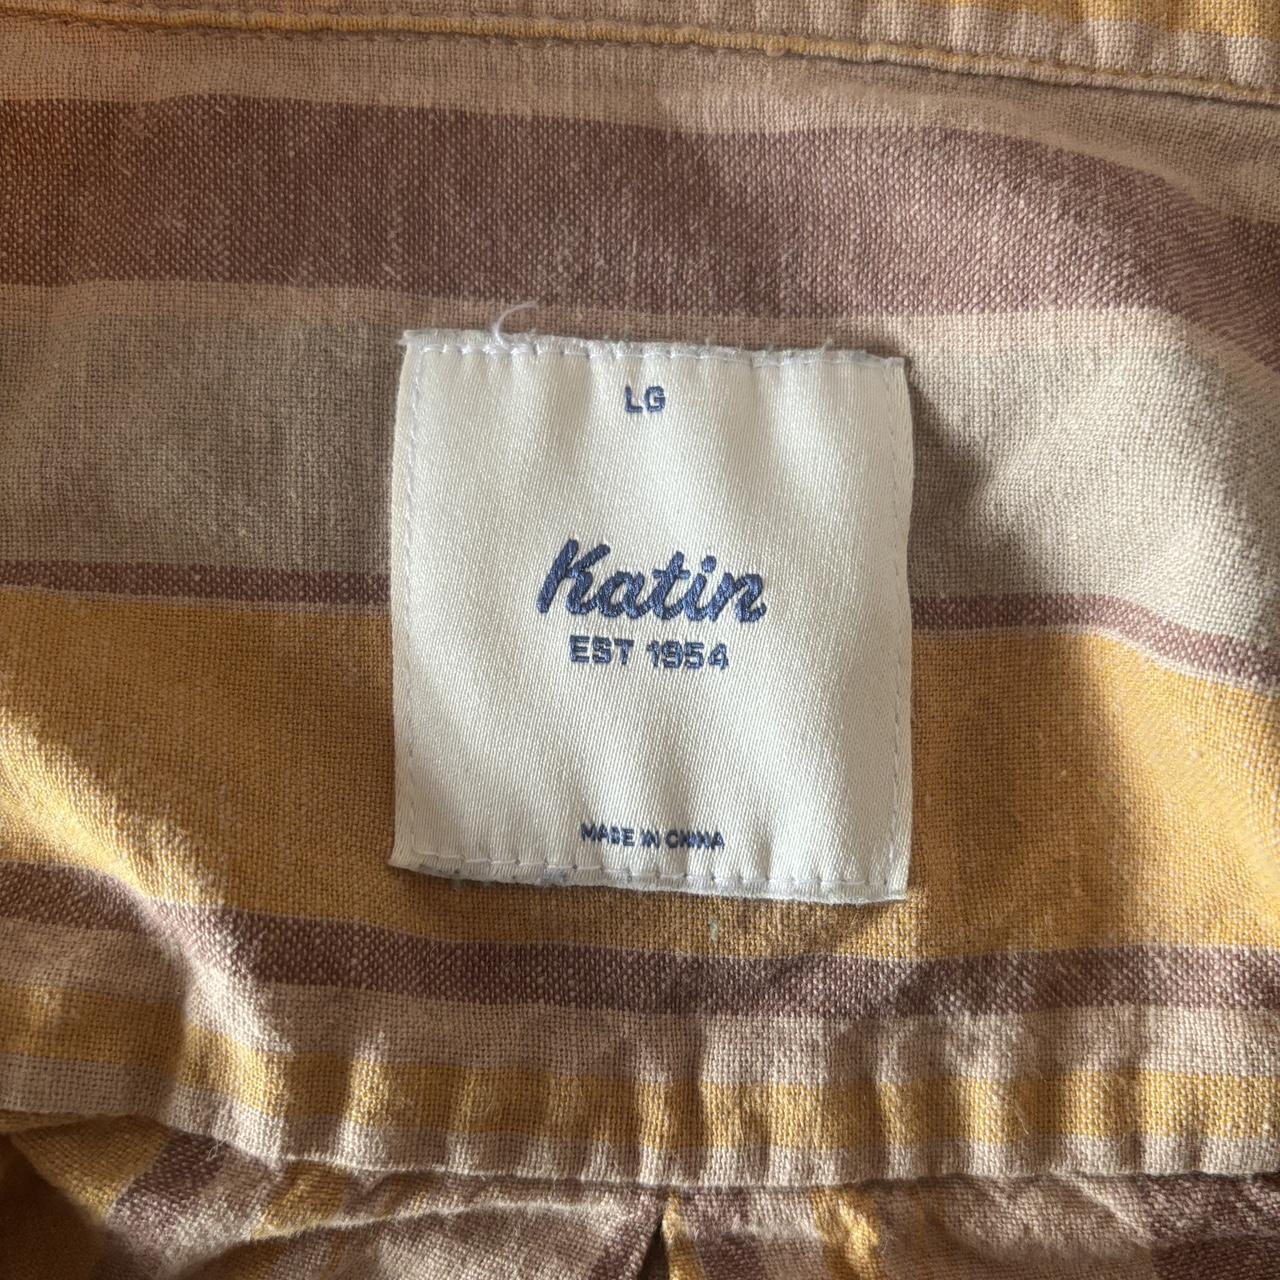 LG
Katin
EST 1954
MADE IN CHINA